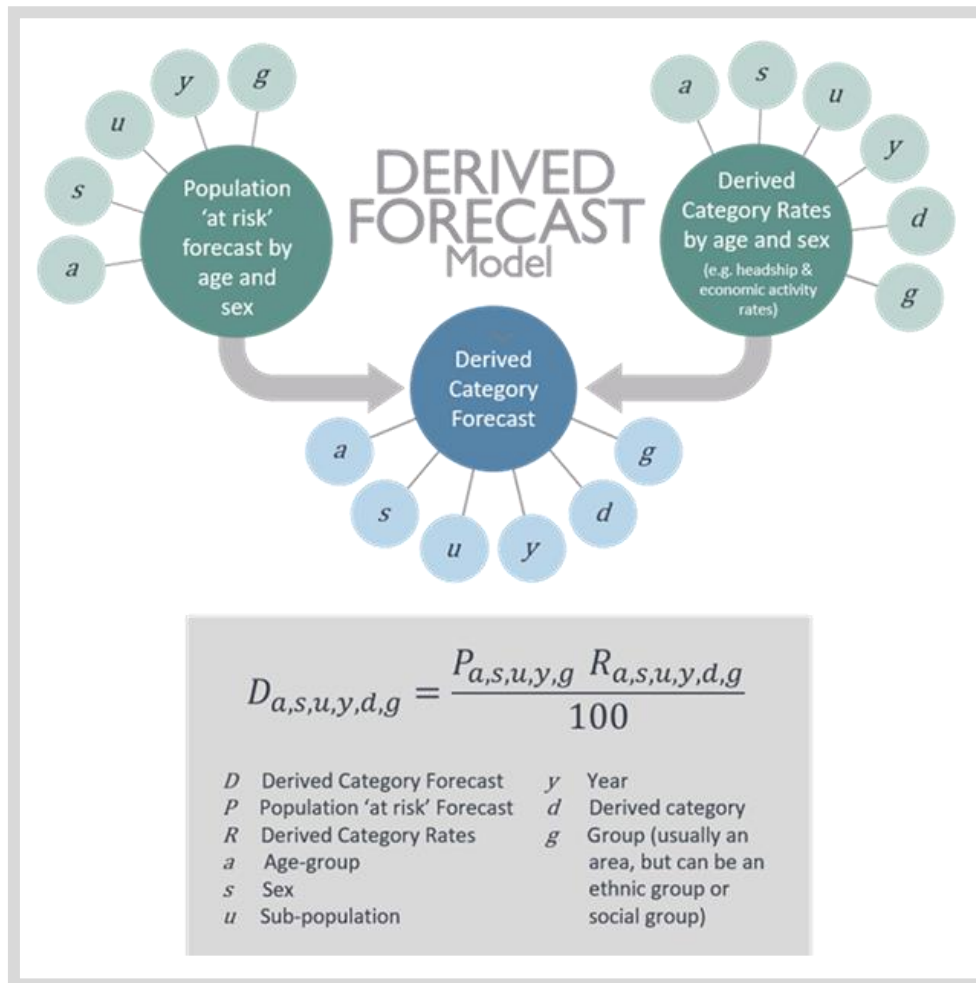 DERIVED
FORECAST
Model
a
s
u
y
g
Population
‘at risk’
forecast by
age and
sex
a
s
u
y
d
g
Derived
Category Rates
by age and sex
(e.g. headship &
economic activity
rates)
Derived
Category
Forecast
a
s
u
y
d
g
D_{a,s,u,y,d,g} = \frac{P_{a,s,u,y,g} R_{a,s,u,y,d,g}}{100}
D Derived Category Forecast
P Population ‘at risk’ Forecast
R Derived Category Rates
a Age-group
s Sex
u Sub-population
y Year
d Derived category
g Group (usually an
area, but can be an
ethnic group or
social group)